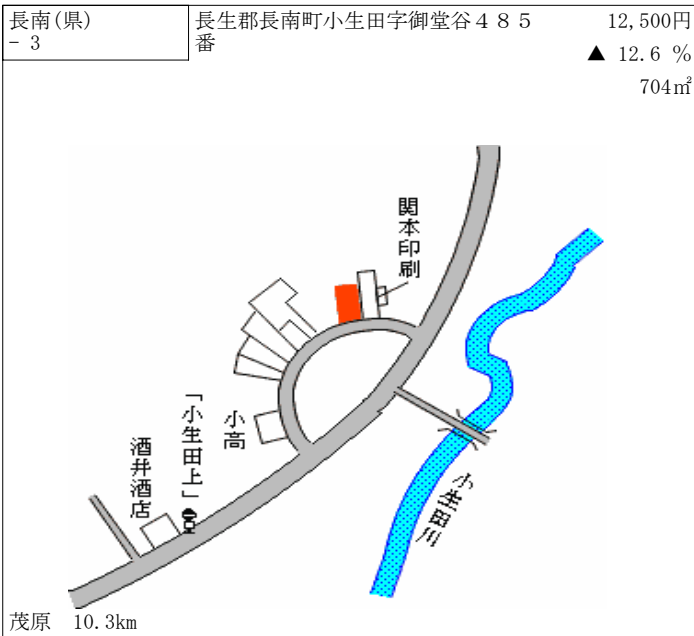 長南(県)
- 3
長生郡長南町小生田字御堂谷４８５
番
12,500円
▲ 12.6 %
704㎡
関本印刷
小高
「小生田上」
酒井酒店
小生田川
茂原 10.3km